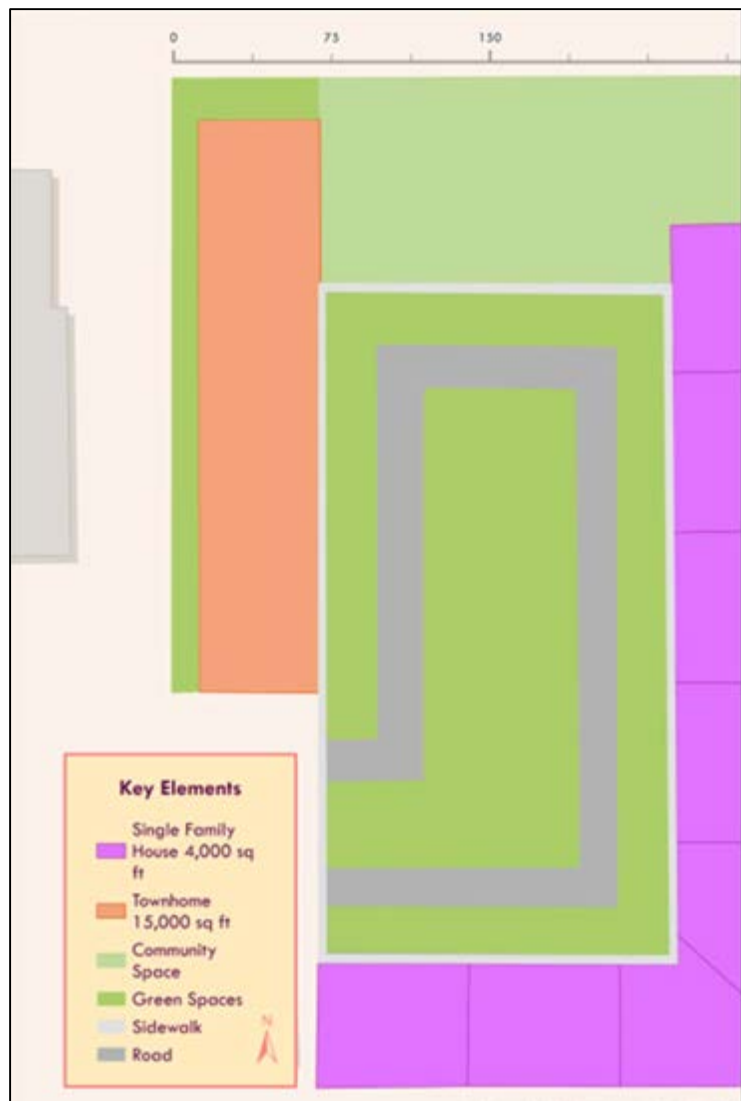 0 75 150
Key Elements
Single Family
House 4,000 sq
ft
Townhome
15,000 sq ft
Community
Space
Green Spaces
Sidewalk
Road
N